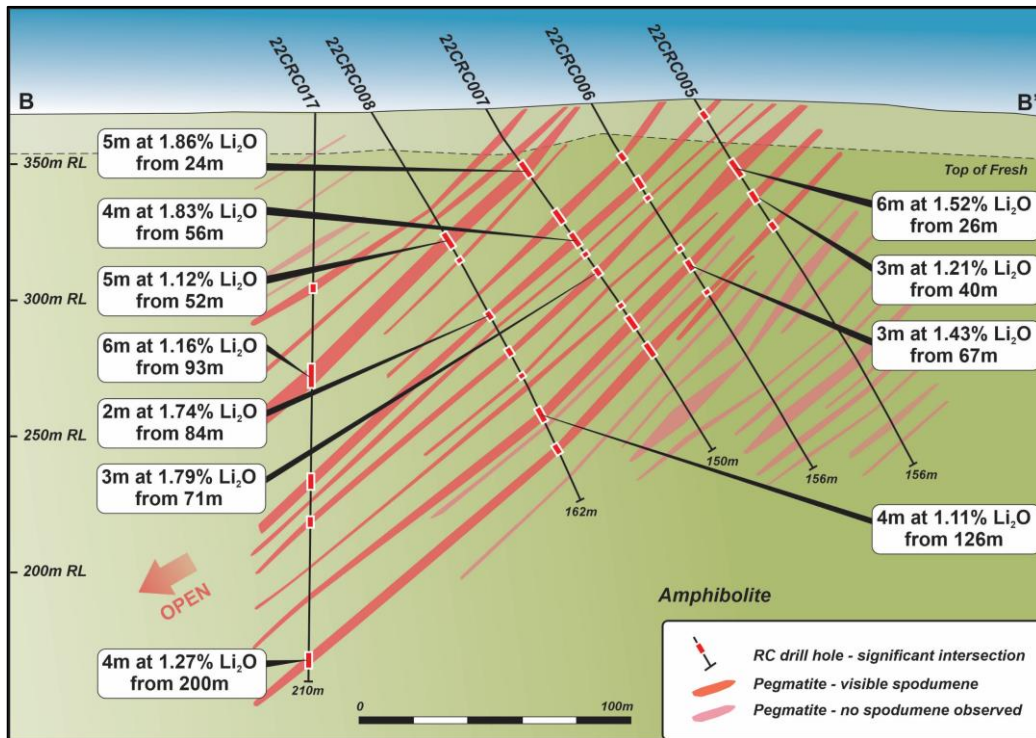 22CRC017
22CRC008
22CRC007
22CRC006
22CRC005
B
B'
5m at 1.86% Li₂O
from 24m
350m RL
Top of Fresh
4m at 1.83% Li₂O
from 56m
6m at 1.52% Li₂O
from 26m
5m at 1.12% Li₂O
from 52m
3m at 1.21% Li₂O
from 40m
300m RL
6m at 1.16% Li₂O
from 93m
3m at 1.43% Li₂O
from 67m
2m at 1.74% Li₂O
from 84m
250m RL
3m at 1.79% Li₂O
from 71m
150m
156m
156m
162m
4m at 1.11% Li₂O
from 126m
200m RL
OPEN
Amphibolite
4m at 1.27% Li₂O
from 200m
210m
RC drill hole - significant intersection
Pegmatite - visible spodumene
Pegmatite - no spodumene observed
0
100m